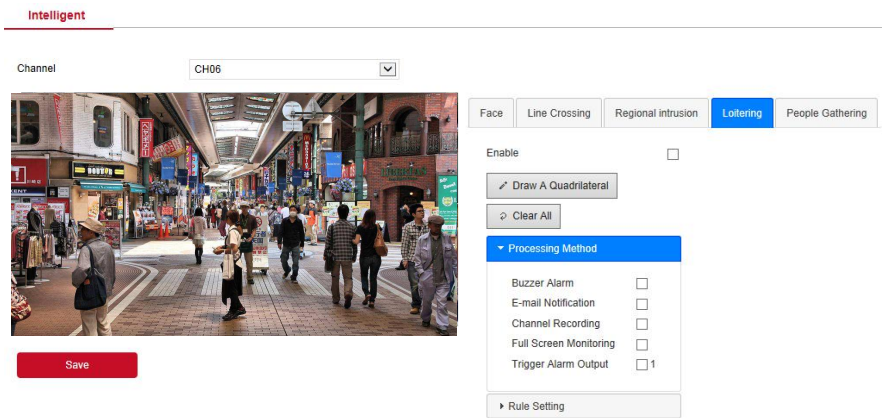 Intelligent
Channel
CH06
Face
Line Crossing
Regional intrusion
Loitering
People Gathering
Enable
Draw A Quadrilateral
Clear All
Processing Method
Buzzer Alarm
E-mail Notification
Channel Recording
Full Screen Monitoring
Trigger Alarm Output
1
Rule Setting
Save